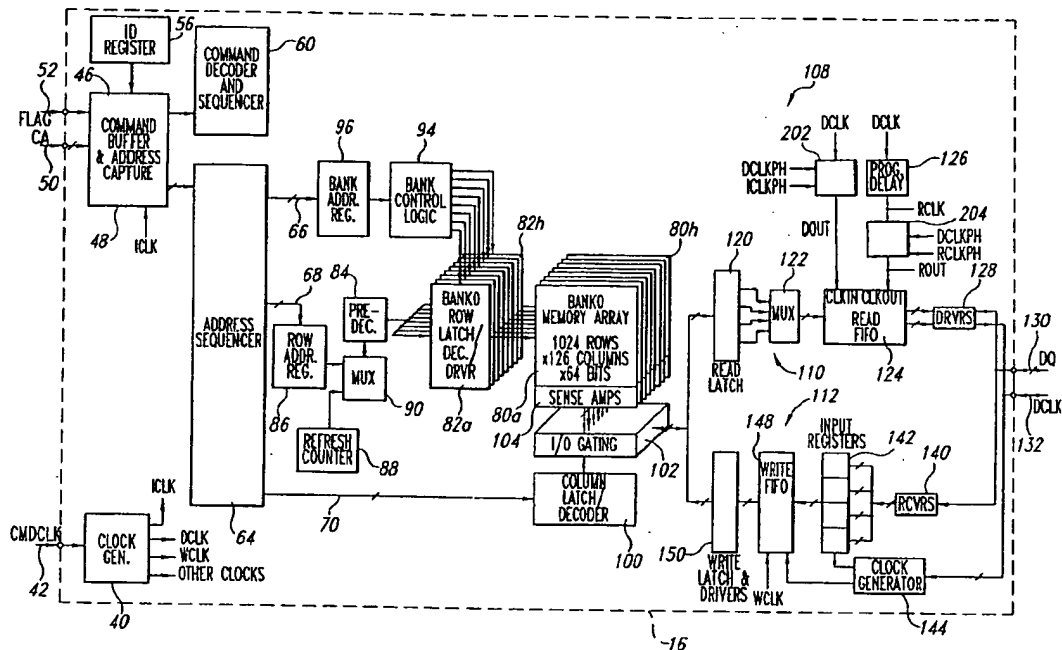 56
ID
REGISTER
60
COMMAND
DECODER
AND
SEQUENCER
46
52
FLAG
CA
50
COMMAND
BUFFER
& ADDRESS
CAPTURE
48
ICLK
96
BANK
ADDR.
REG.
94
BANK
CONTROL
LOGIC
66
82h
80h
108
202
DCLK
DCLK
DCLKPH
ICLKPH
PROG.
DELAY
126
RCLK
204
DCLKPH
RCLKPH
DOUT
ROUT
68
84
PRE-
DEC.
ADDRESS
SEQUENCER
ROW
ADDR.
REG.
86
MUX
90
REFRESH
COUNTER
88
BANK0
ROW
LATCH/
DEC.
DRVR
82a
BANK0
MEMORY ARRAY
1024 ROWS
x126 COLUMNS
x64 BITS
80a
SENSE AMPS
104
I/O GATING
102
COLUMN
LATCH/
DECODER
100
70
64
120
READ
LATCH
122
MUX
110
CLKIN CLKOUT
READ
FIFO
124
128
DRYRS
130
DQ
DCLK
132
112
148
WRITE
FIFO
INPUT
REGISTERS
142
140
RCVRS
150
WRITE
LATCH &
DRIVERS
WCLK
CLOCK
GENERATOR
144
CMDCLK
42
CLOCK
GEN.
40
ICLK
DCLK
WCLK
OTHER CLOCKS
16